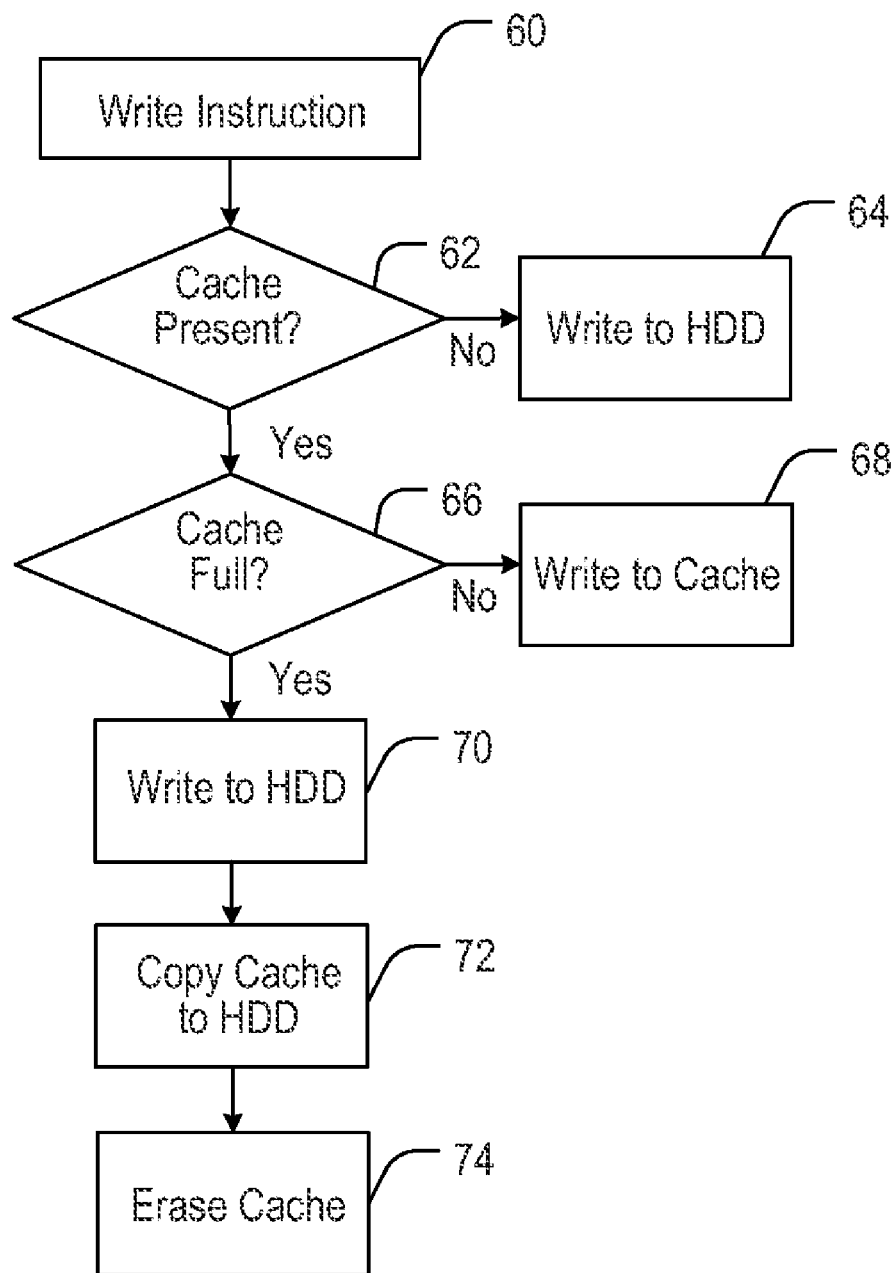 60
Write Instruction
62
Cache
Present?
No
64
Write to HDD
Yes
66
Cache
Full?
No
68
Write to Cache
Yes
70
Write to HDD
72
Copy Cache
to HDD
74
Erase Cache